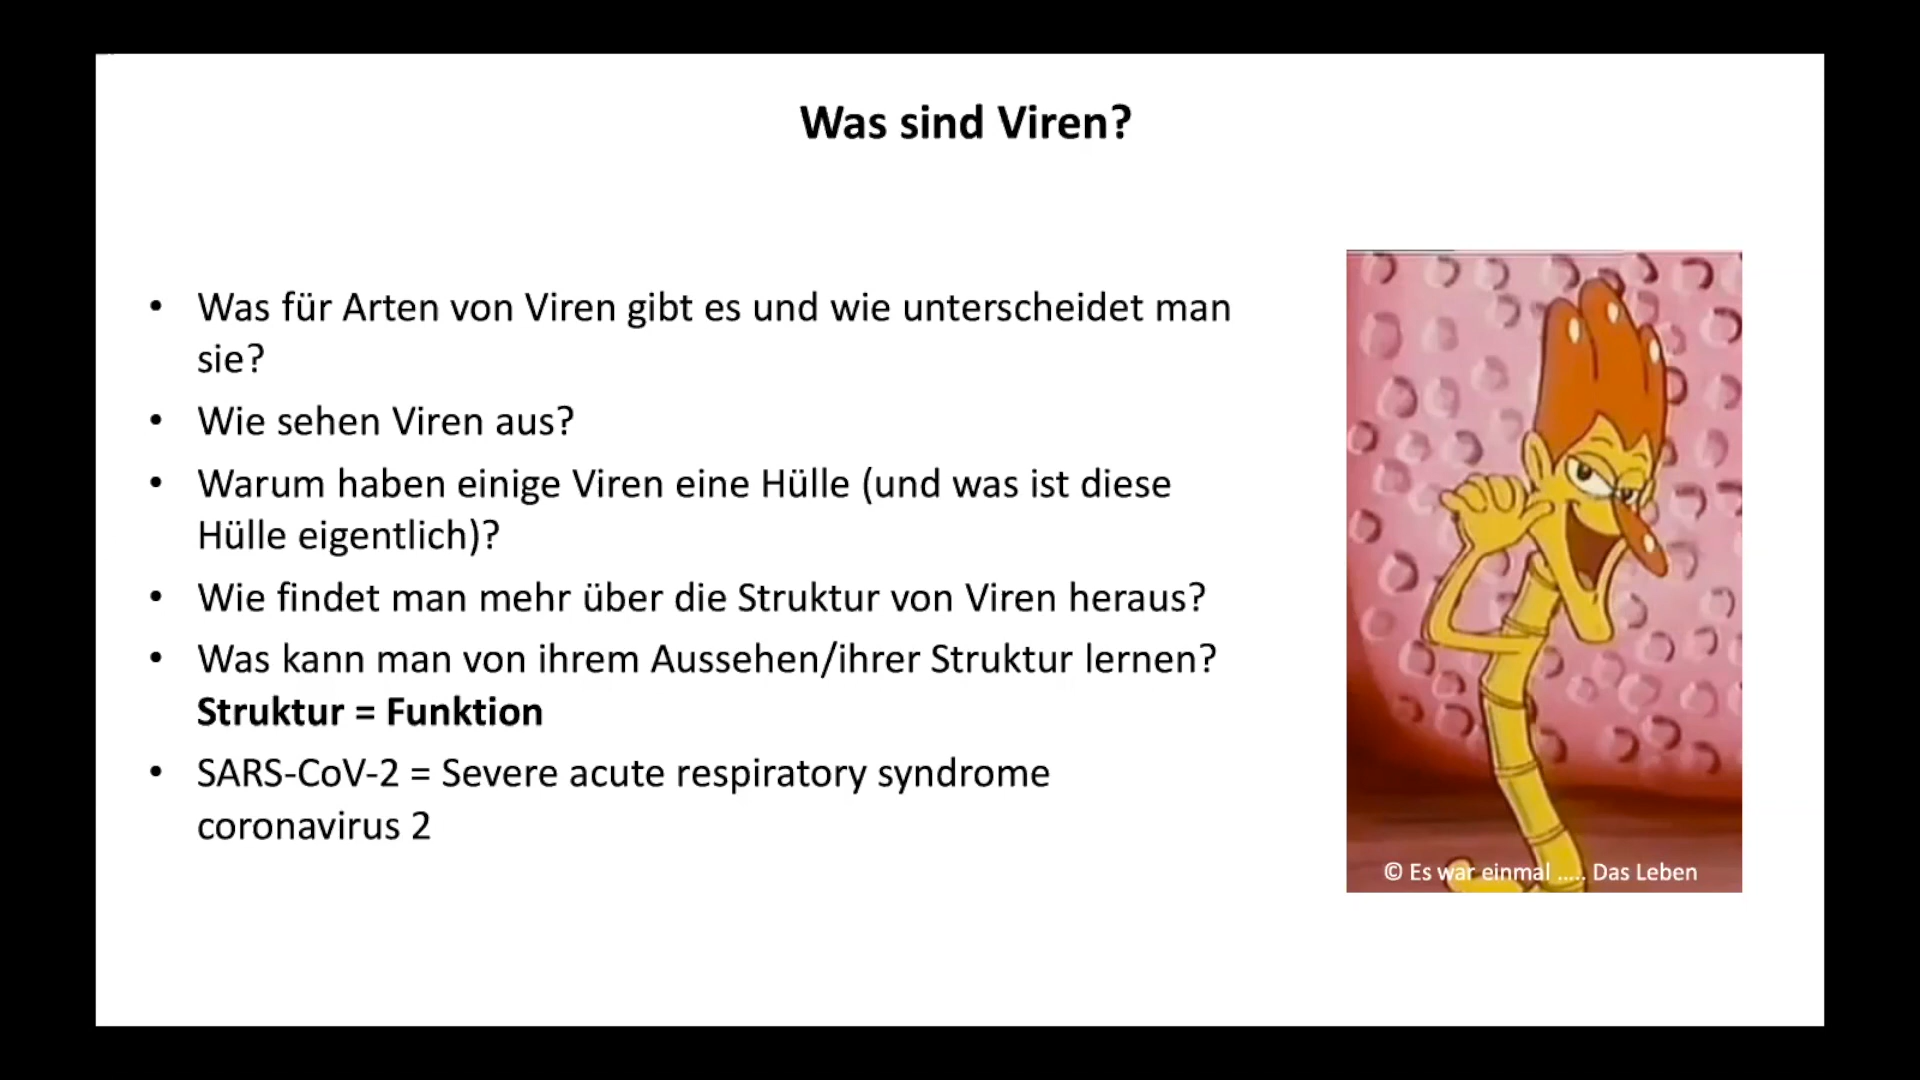 Was sind Viren?
• Was für Arten von Viren gibt es und wie unterscheidet man
sie?
• Wie sehen Viren aus?
• Warum haben einige Viren eine Hülle (und was ist diese
Hülle eigentlich)?
• Wie findet man mehr über die Struktur von Viren heraus?
• Was kann man von ihrem Aussehen/ihrer Struktur lernen?
Struktur = Funktion
• SARS-CoV-2 = Severe acute respiratory syndrome
coronavirus 2
© Es war einmal ..... Das Leben